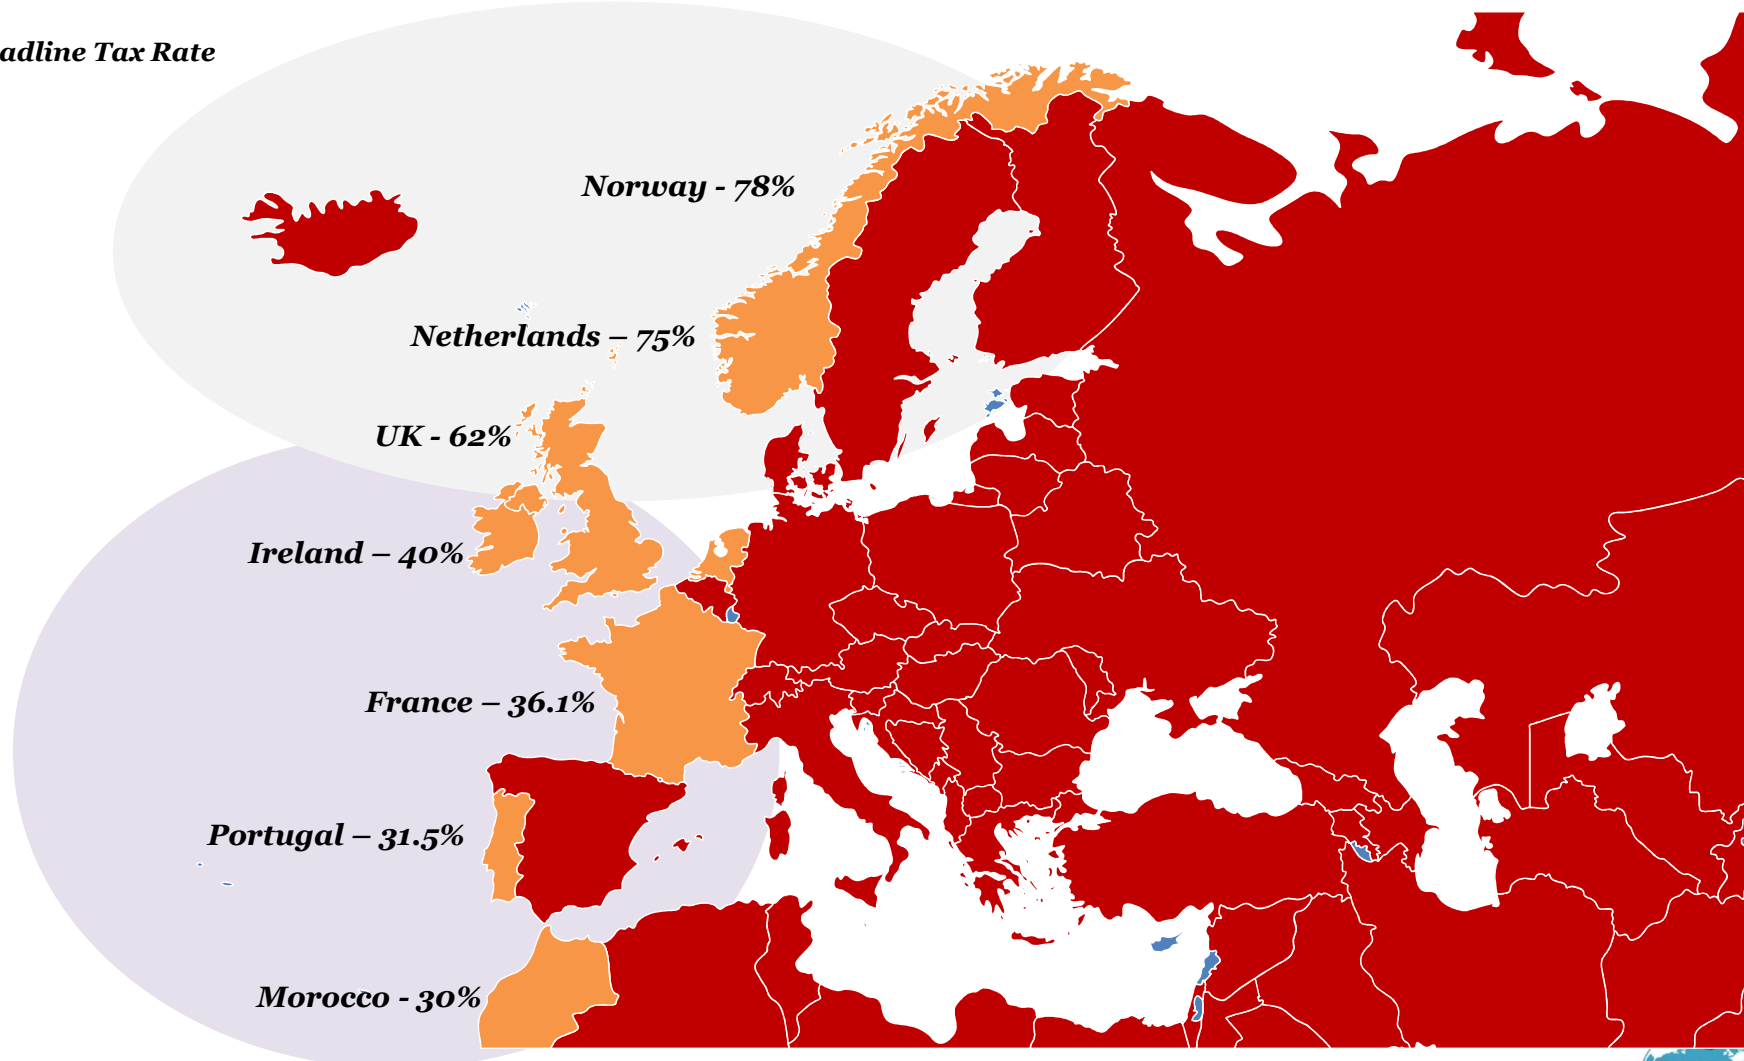 adline Tax Rate
Norway - 78%
Netherlands – 75%
UK - 62%
Ireland – 40%
France – 36.1%
Portugal – 31.5%
Morocco - 30%